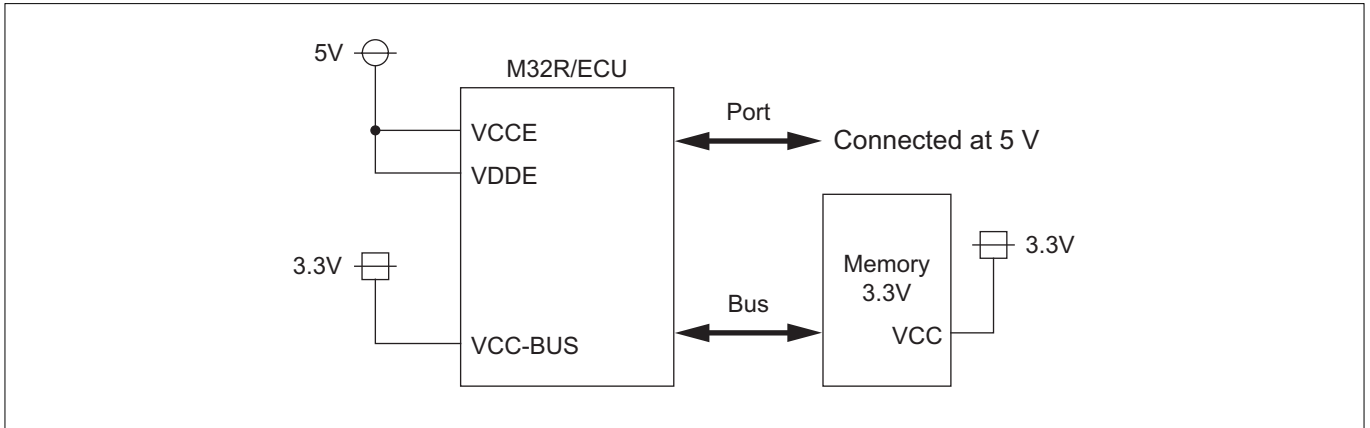 5V
M32R/ECU
VCCE
VDDE
Port
Connected at 5 V
3.3V
VCC-BUS
Bus
Memory
3.3V
VCC
3.3V